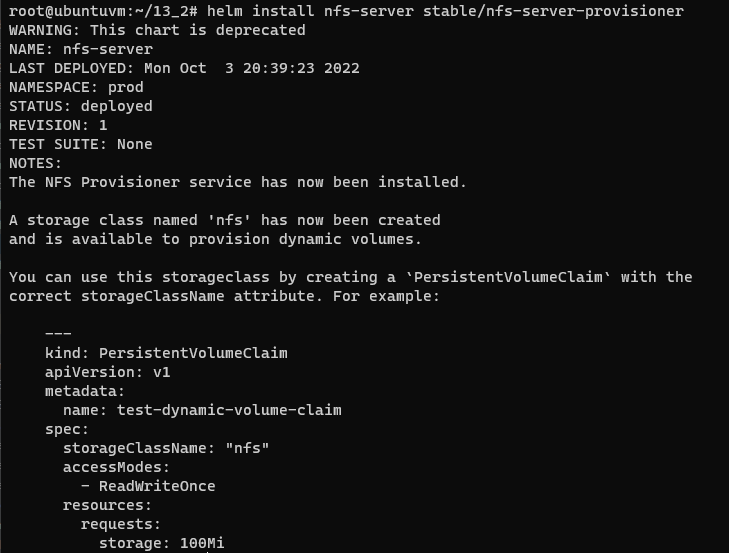 root@ubuntuvm:~/13_2# helm install nfs-server stable/nfs-server-provisioner
WARNING: This chart is deprecated
NAME: nfs-server
LAST DEPLOYED: Mon Oct  3 20:39:23 2022
NAMESPACE: prod
STATUS: deployed
REVISION: 1
TEST SUITE: None
NOTES:
The NFS Provisioner service has now been installed.

A storage class named 'nfs' has now been created
and is available to provision dynamic volumes.

You can use this storageclass by creating a `PersistentVolumeClaim` with the
correct storageClassName attribute. For example:

    ---
    kind: PersistentVolumeClaim
    apiVersion: v1
    metadata:
      name: test-dynamic-volume-claim
    spec:
      storageClassName: "nfs"
      accessModes:
        - ReadWriteOnce
      resources:
        requests:
          storage: 100Mi